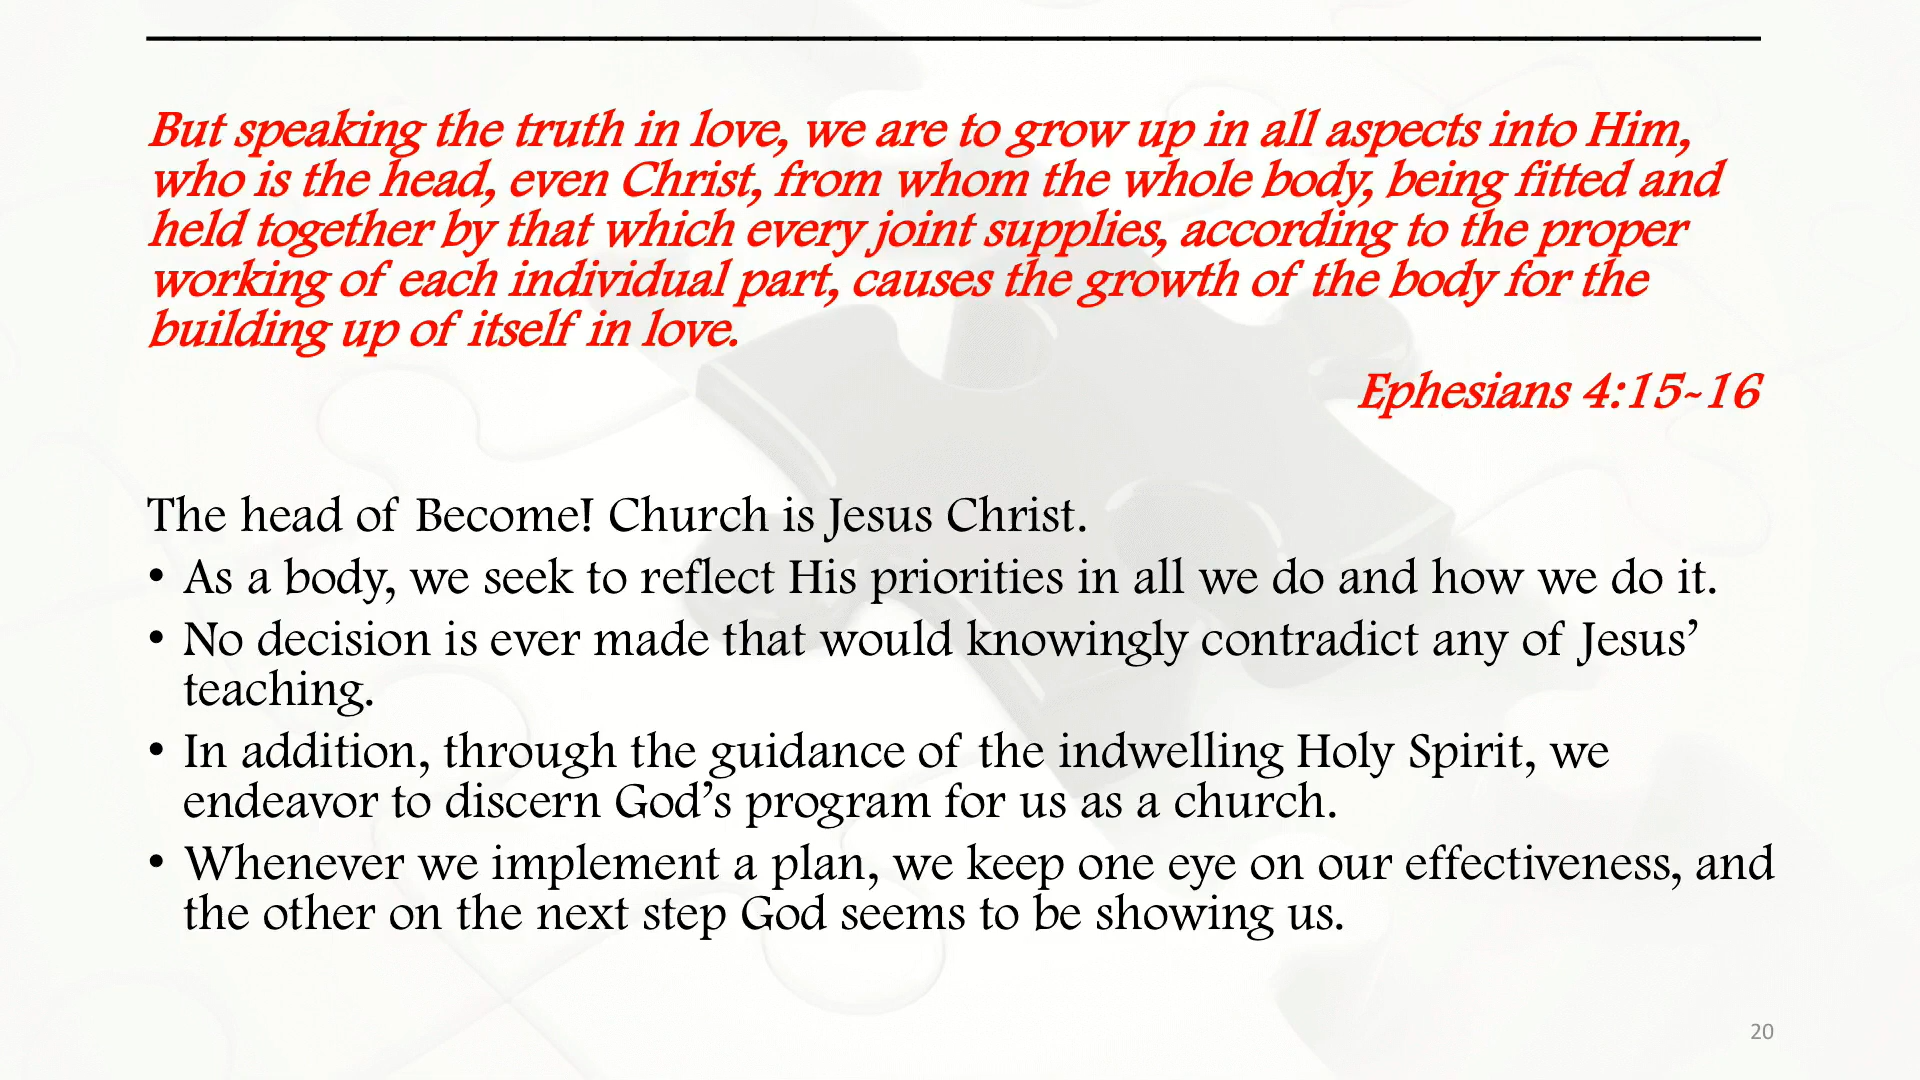 But speaking the truth in love, we are to grow up in all aspects into Him,
who is the head, even Christ, from whom the whole body, being fitted and
held together by that which every joint supplies, according to the proper
working of each individual part, causes the growth of the body for the
building up of itself in love.
Ephesians 4:15~16
The head of Become! Church is Jesus Christ.
• As a body, we seek to reflect His priorities in all we do and how we do it.
• No decision is ever made that would knowingly contradict any of Jesus’
teaching.
• In addition, through the guidance of the indwelling Holy Spirit, we
endeavor to discern God’s program for us as a church.
• Whenever we implement a plan, we keep one eye on our effectiveness, and
the other on the next step God seems to be showing us.
20